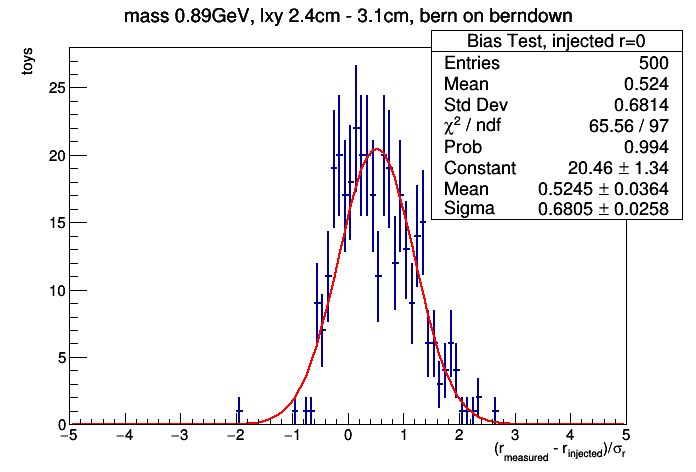 mass 0.89GeV, lxy 2.4cm - 3.1cm, bern on berndown
toys
Bias Test, injected r=0
Entries 500
Mean 0.524
Std Dev 0.6814
χ² / ndf 65.56 / 97
Prob 0.994
Constant 20.46 ± 1.34
Mean 0.5245 ± 0.0364
Sigma 0.6805 ± 0.0258
25
20
15
10
5
0
−5 −4 −3 −2 −1 0 1 2 3 4 5
(r_measured - r_injected)/σ_r